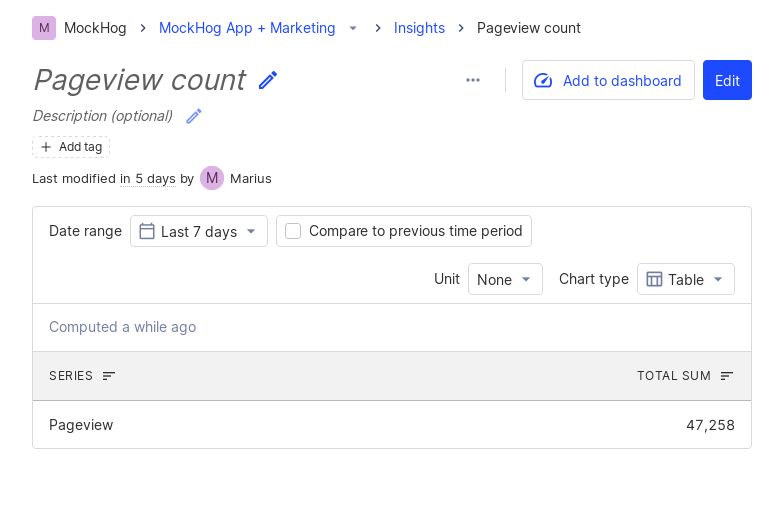 M MockHog MockHog App + Marketing Insights Pageview count
Pageview count
Add to dashboard
Edit
Description (optional)
Add tag
Last modified in 5 days by M Marius
Date range Last 7 days Compare to previous time period
Unit None Chart type Table
Computed a while ago
SERIES TOTAL SUM
Pageview 47,258